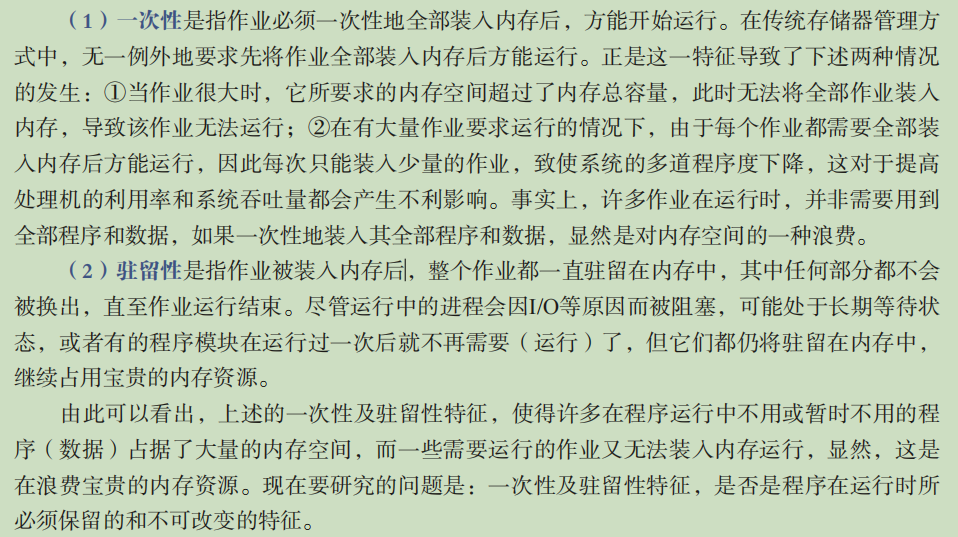 （1）一次性是指作业必须一次性地全部装入内存后，方能开始运行。在传统存储器管理方
式中，无一例外地要求先将作业全部装入内存后方能运行。正是这一特征导致了下述两种情况
的发生：①当作业很大时，它所要求的内存空间超过了内存总容量，此时无法将全部作业装入
内存，导致该作业无法运行；②在有大量作业要求运行的情况下，由于每个作业都需要全部装
入内存后方能运行，因此每次只能装入少量的作业，致使系统的多道程序度下降，这对于提高
处理机的利用率和系统吞吐量都会产生不利影响。事实上，许多作业在运行时，并非需要用到
全部程序和数据，如果一次性地装入其全部程序和数据，显然是对内存空间的一种浪费。
（2）驻留性是指作业被装入内存后，整个作业都一直驻留在内存中，其中任何部分都不会
被换出，直至作业运行结束。尽管运行中的进程会因I/O等原因而被阻塞，可能处于长期等待状
态，或者有的程序模块在运行过一次后就不再需要（运行）了，但它们都仍将驻留在内存中，
继续占用宝贵的内存资源。
由此可以看出，上述的一次性及驻留性特征，使得许多在程序运行中不用或暂时不用的程
序（数据）占据了大量的内存空间，而一些需要运行的作业又无法装入内存运行，显然，这是
在浪费宝贵的内存资源。现在要研究的问题是：一次性及驻留性特征，是否是程序在运行时所
必须保留的和不可改变的特征。